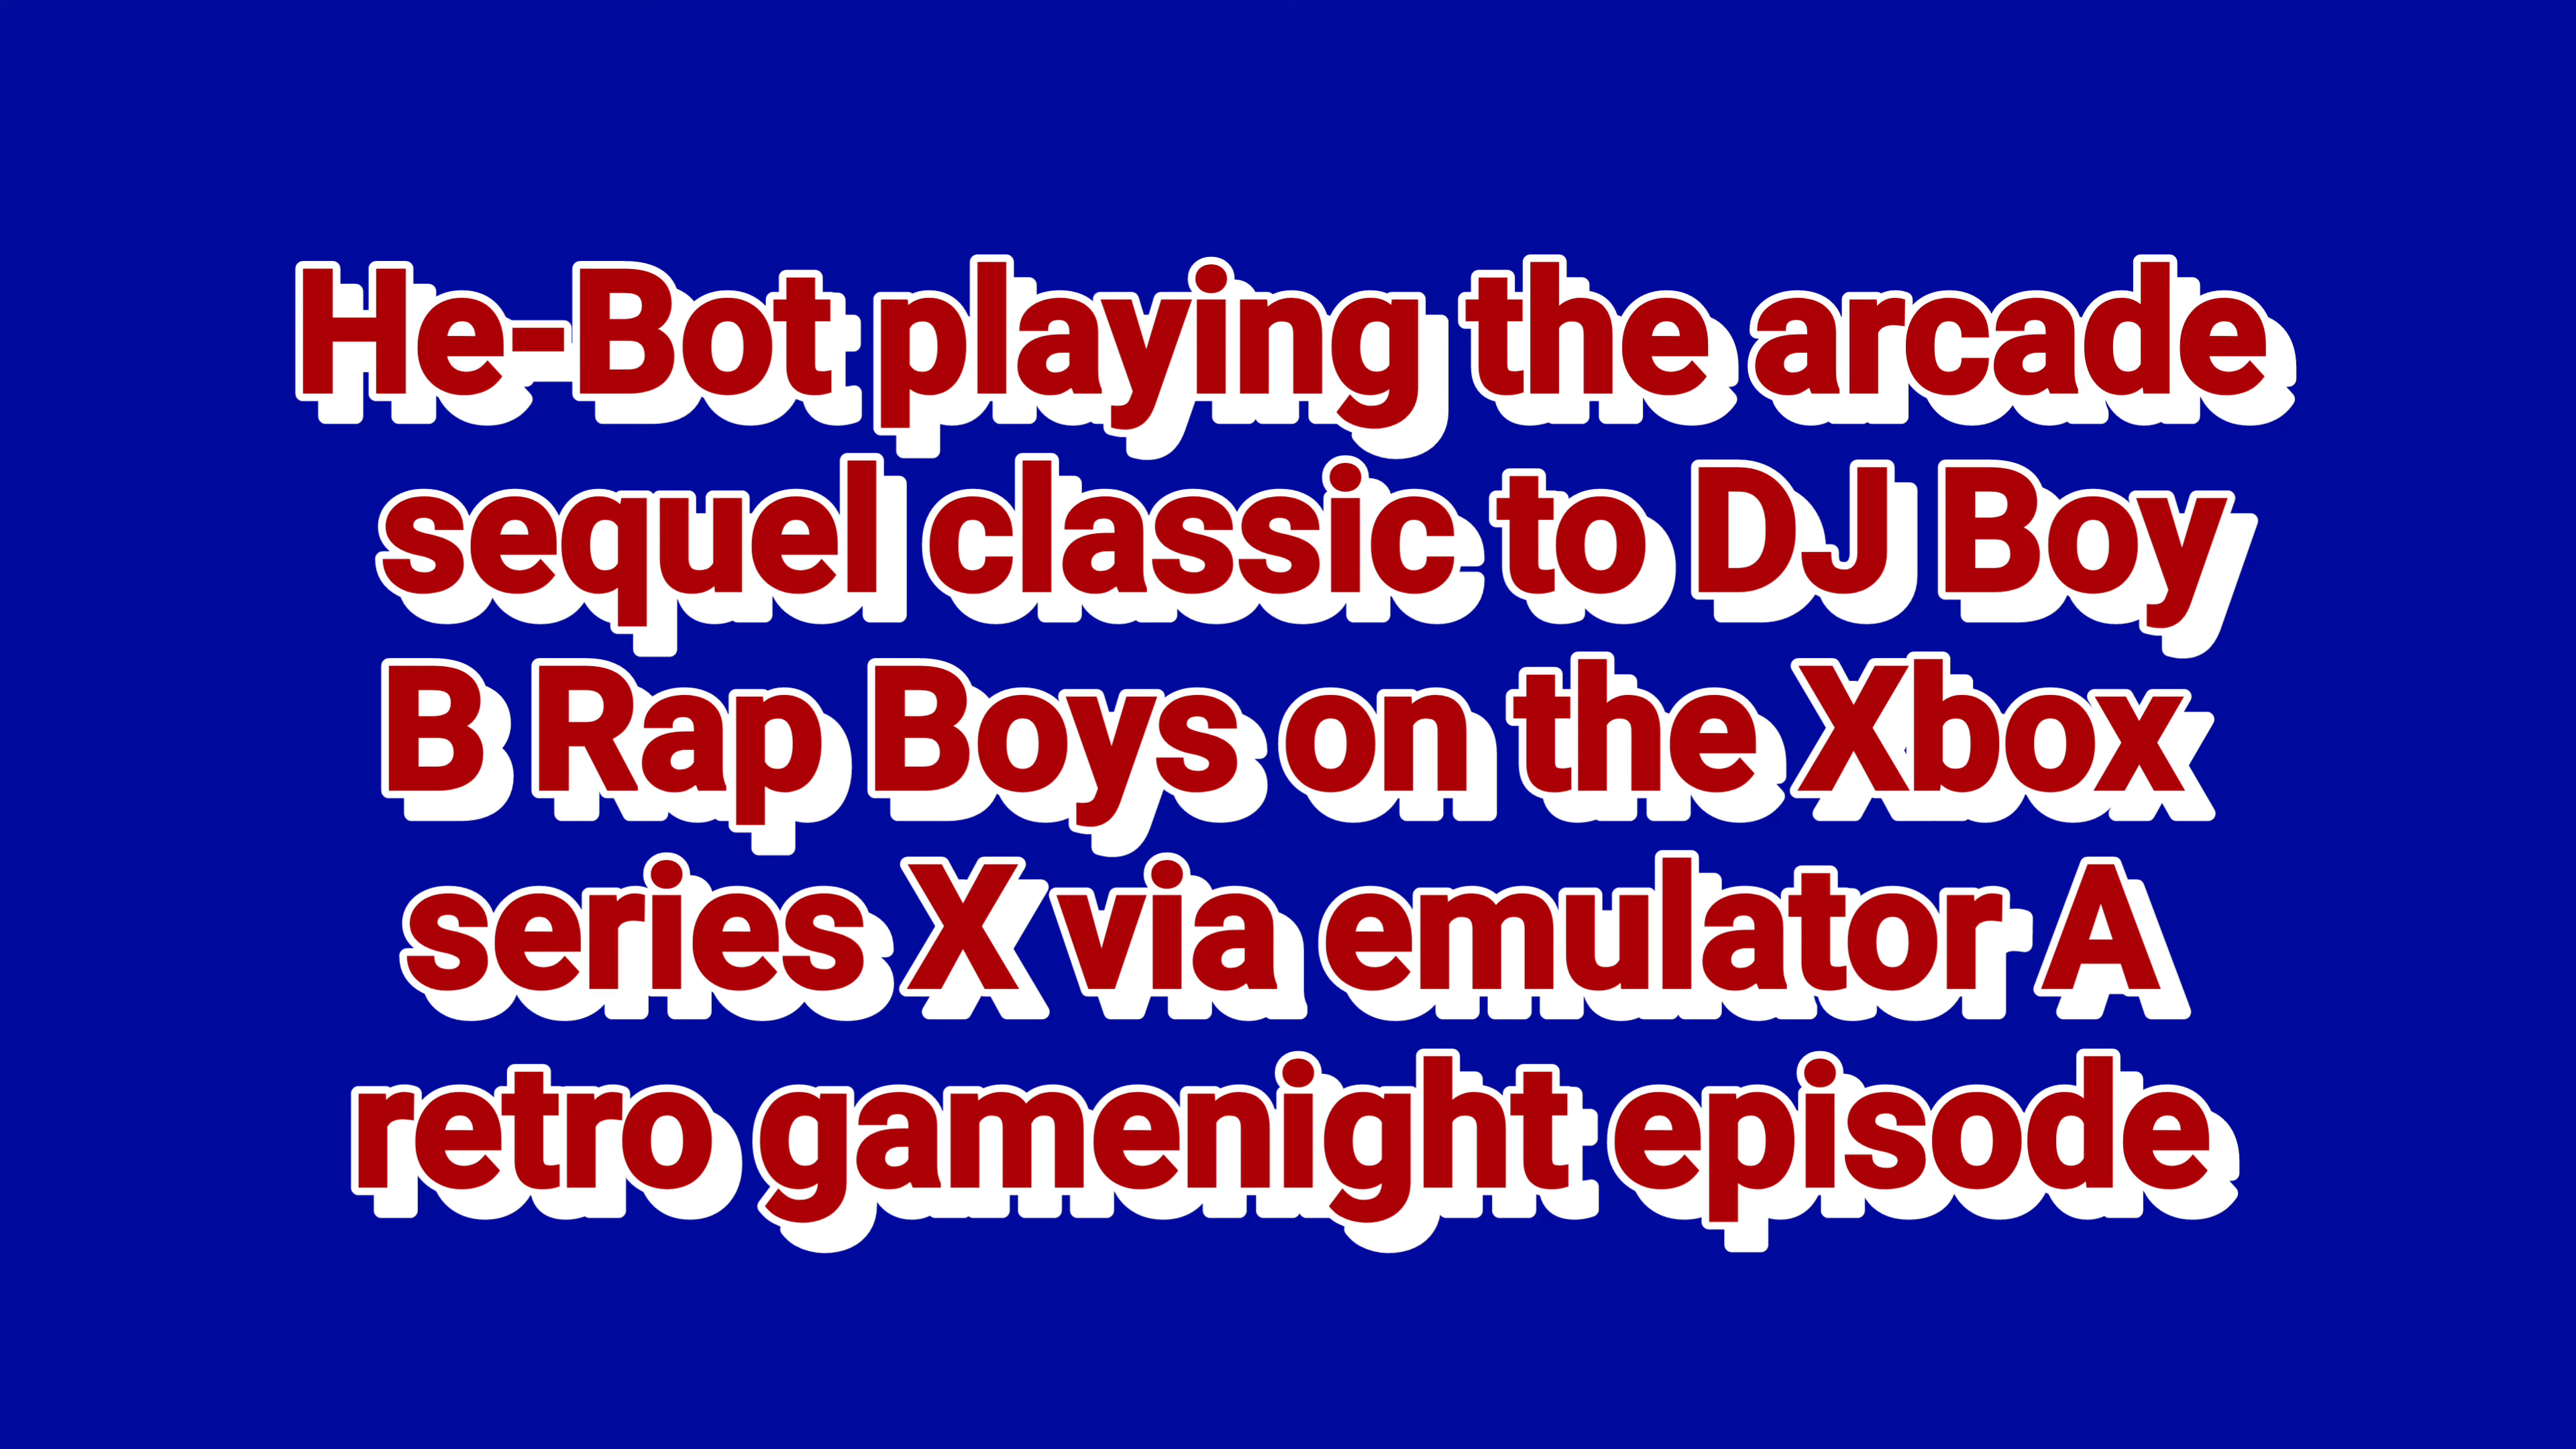 He-Bot playing the arcade
sequel classic to DJ Boy
B Rap Boys on the Xbox
series X via emulator A
retro gamenight episode